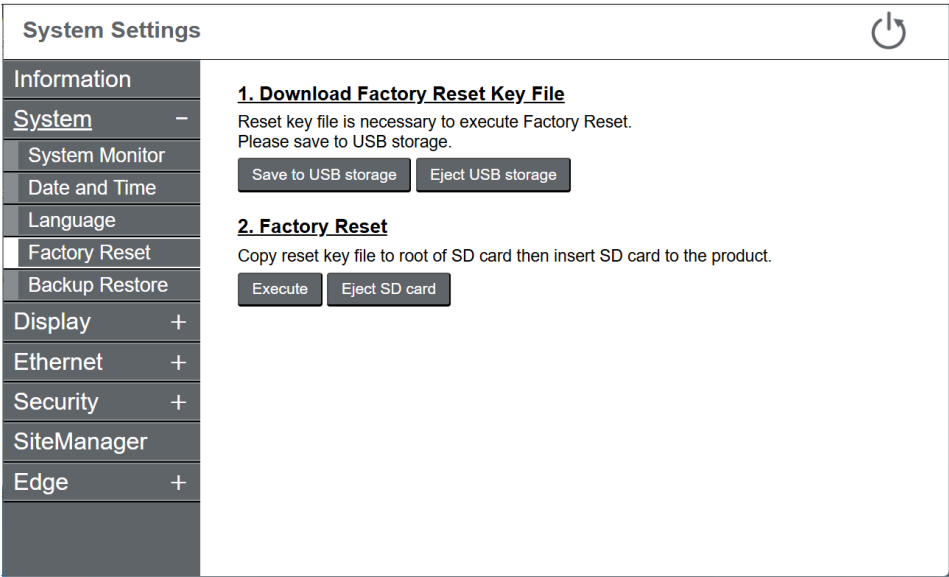 System Settings
Information
System −
System Monitor
Date and Time
Language
Factory Reset
Backup Restore
Display +
Ethernet +
Security +
SiteManager
Edge +
1. Download Factory Reset Key File
Reset key file is necessary to execute Factory Reset.
Please save to USB storage.
Save to USB storage Eject USB storage
2. Factory Reset
Copy reset key file to root of SD card then insert SD card to the product.
Execute Eject SD card